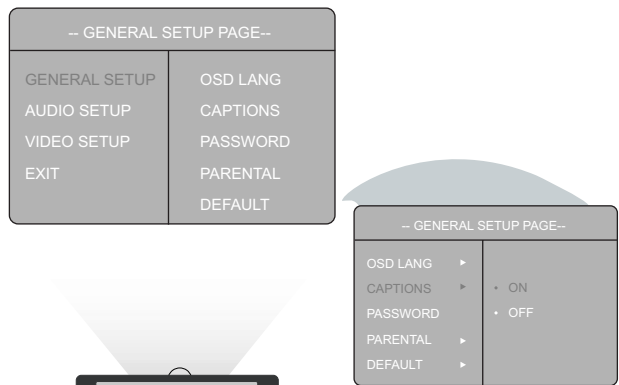 -- GENERAL SETUP PAGE--
GENERAL SETUP
AUDIO SETUP
VIDEO SETUP
EXIT
OSD LANG
CAPTIONS
PASSWORD
PARENTAL
DEFAULT
-- GENERAL SETUP PAGE--
OSD LANG
CAPTIONS
PASSWORD
PARENTAL
DEFAULT
• ON
• OFF